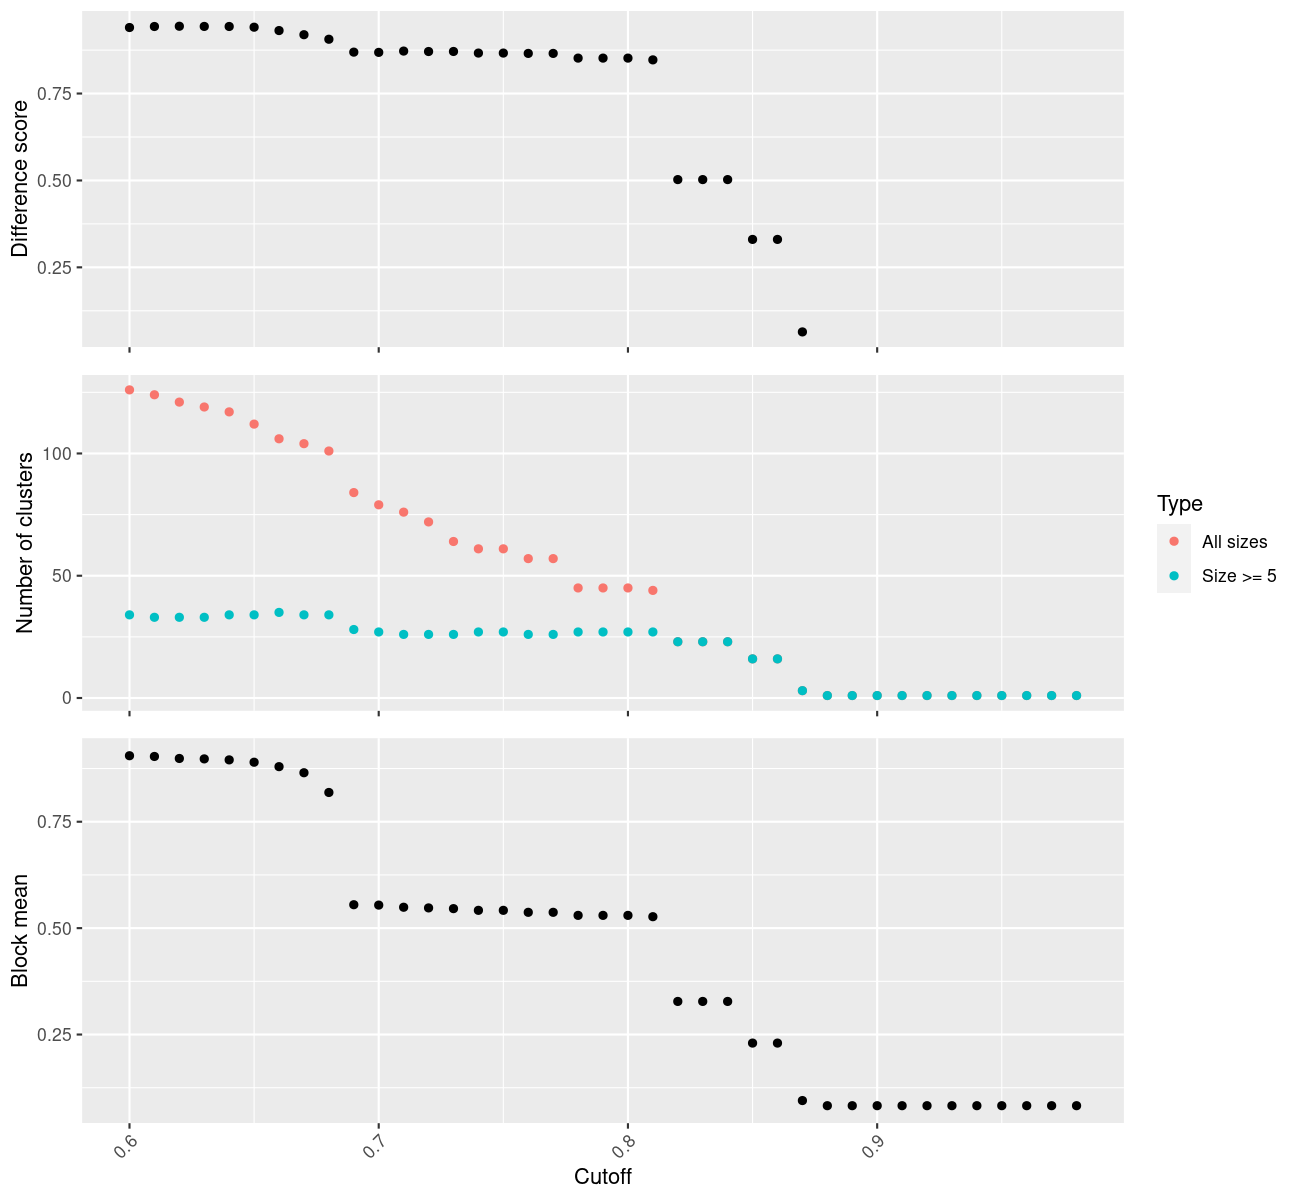 Difference score
0.75
0.50
0.25
Number of clusters
100
50
0
Type
All sizes
Size >= 5
Block mean
0.75
0.50
0.25
0.6
0.7
0.8
0.9
Cutoff